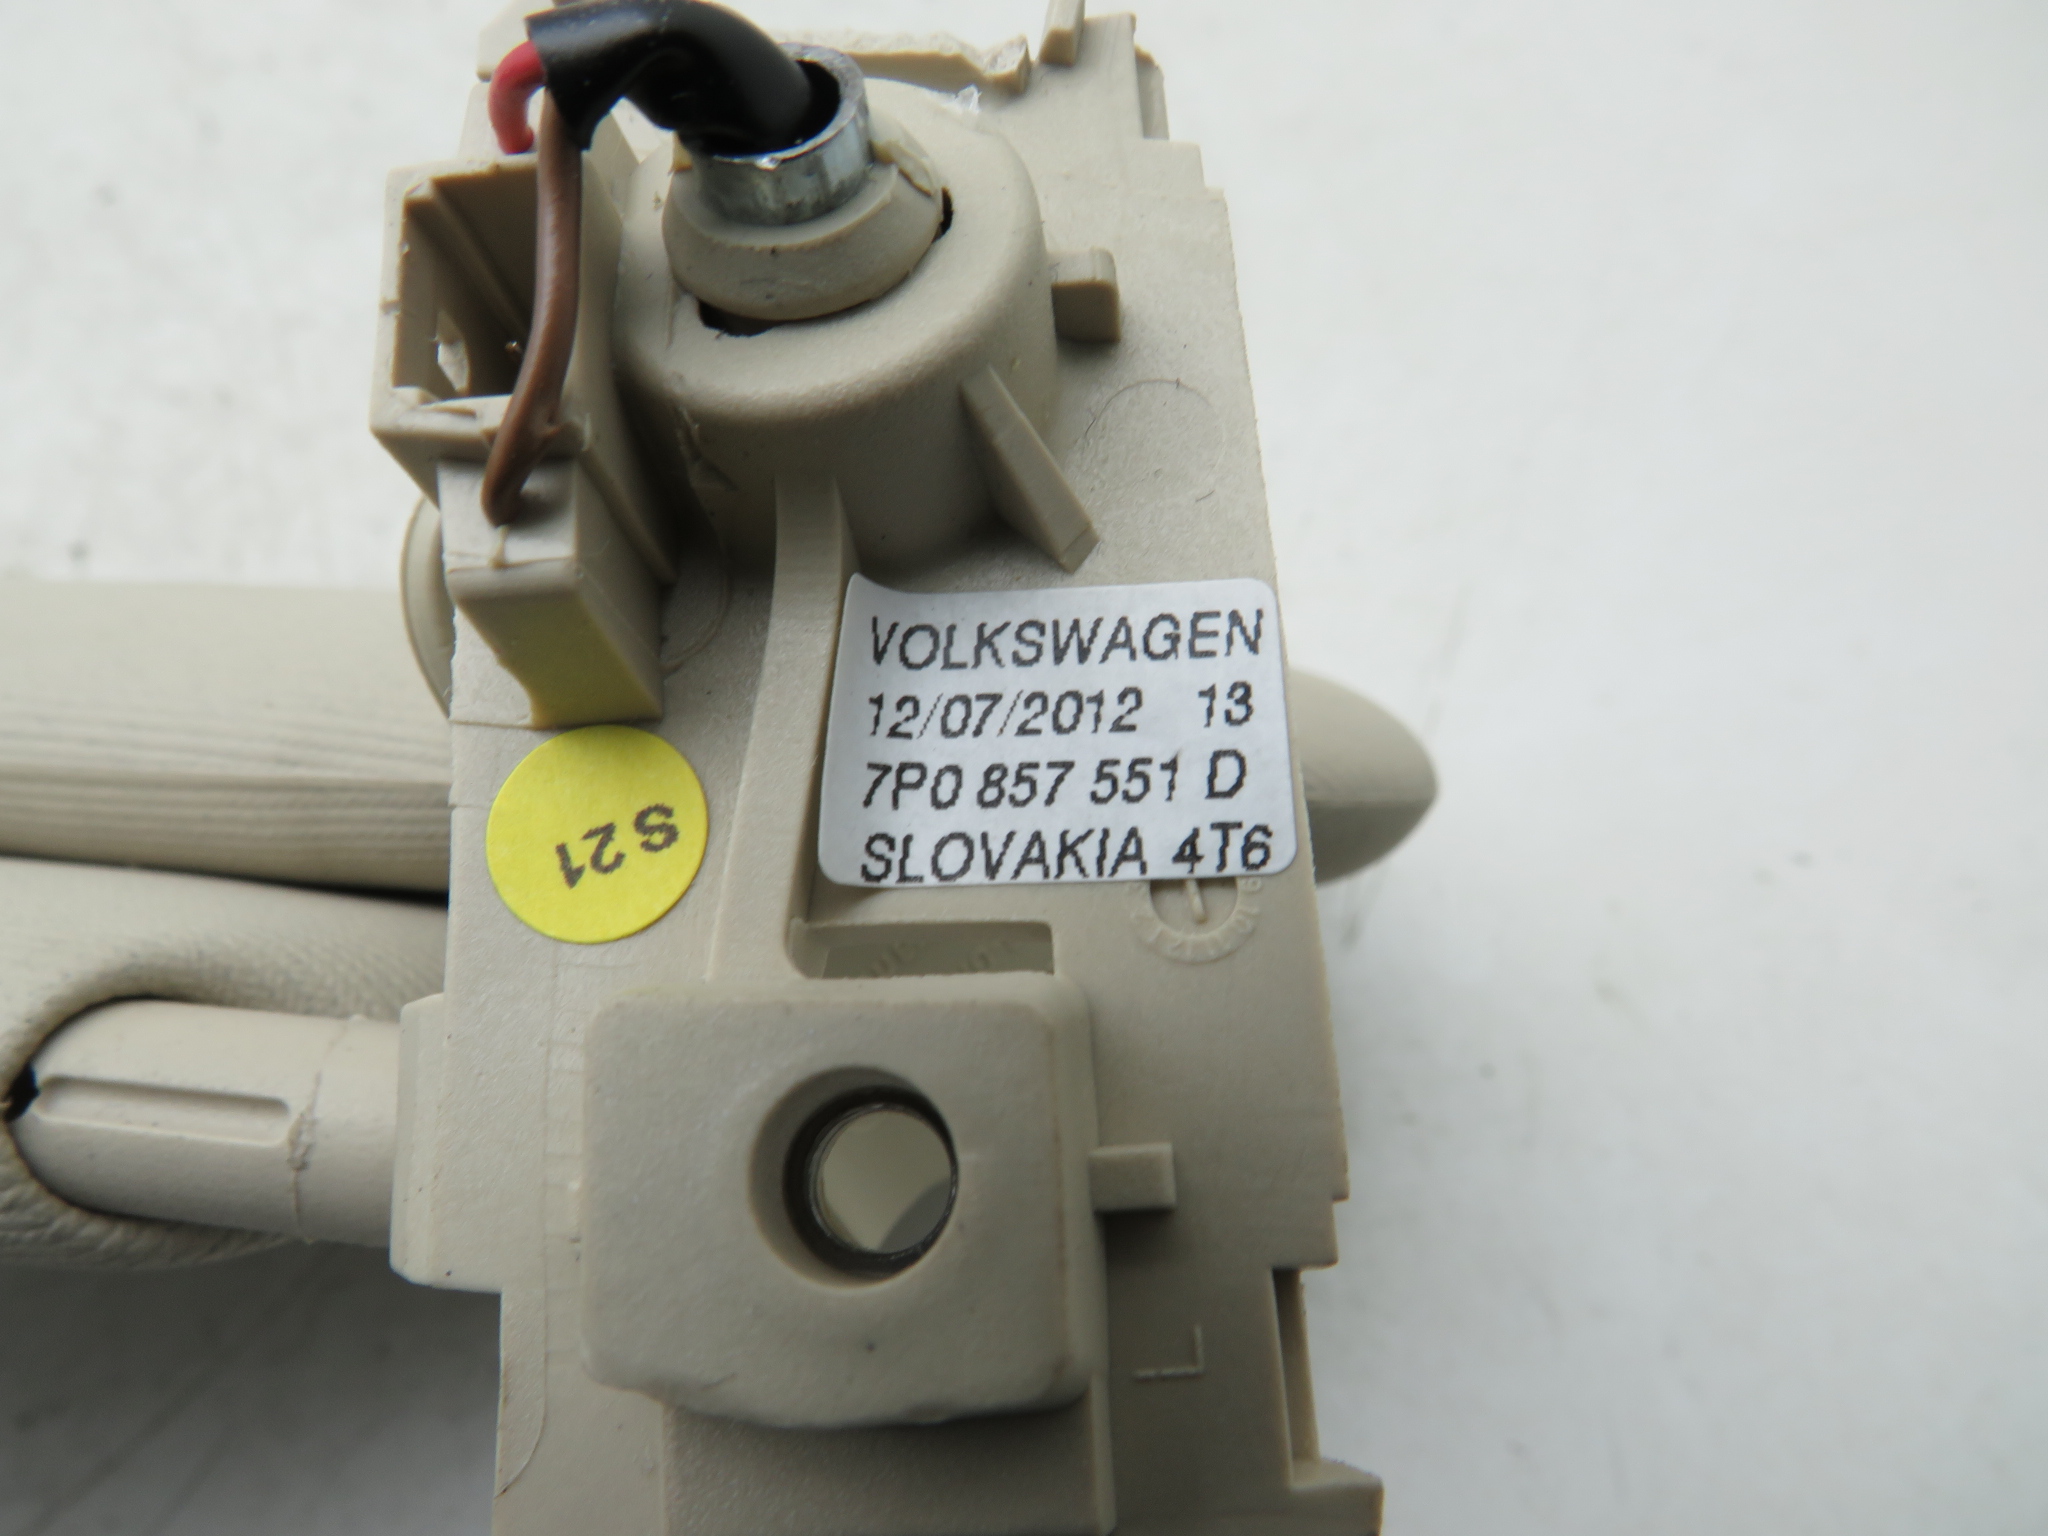 VOLKSWAGEN
12/07/2012 13
7P0 857 551 D
SLOVAKIA 4T6
S21
L